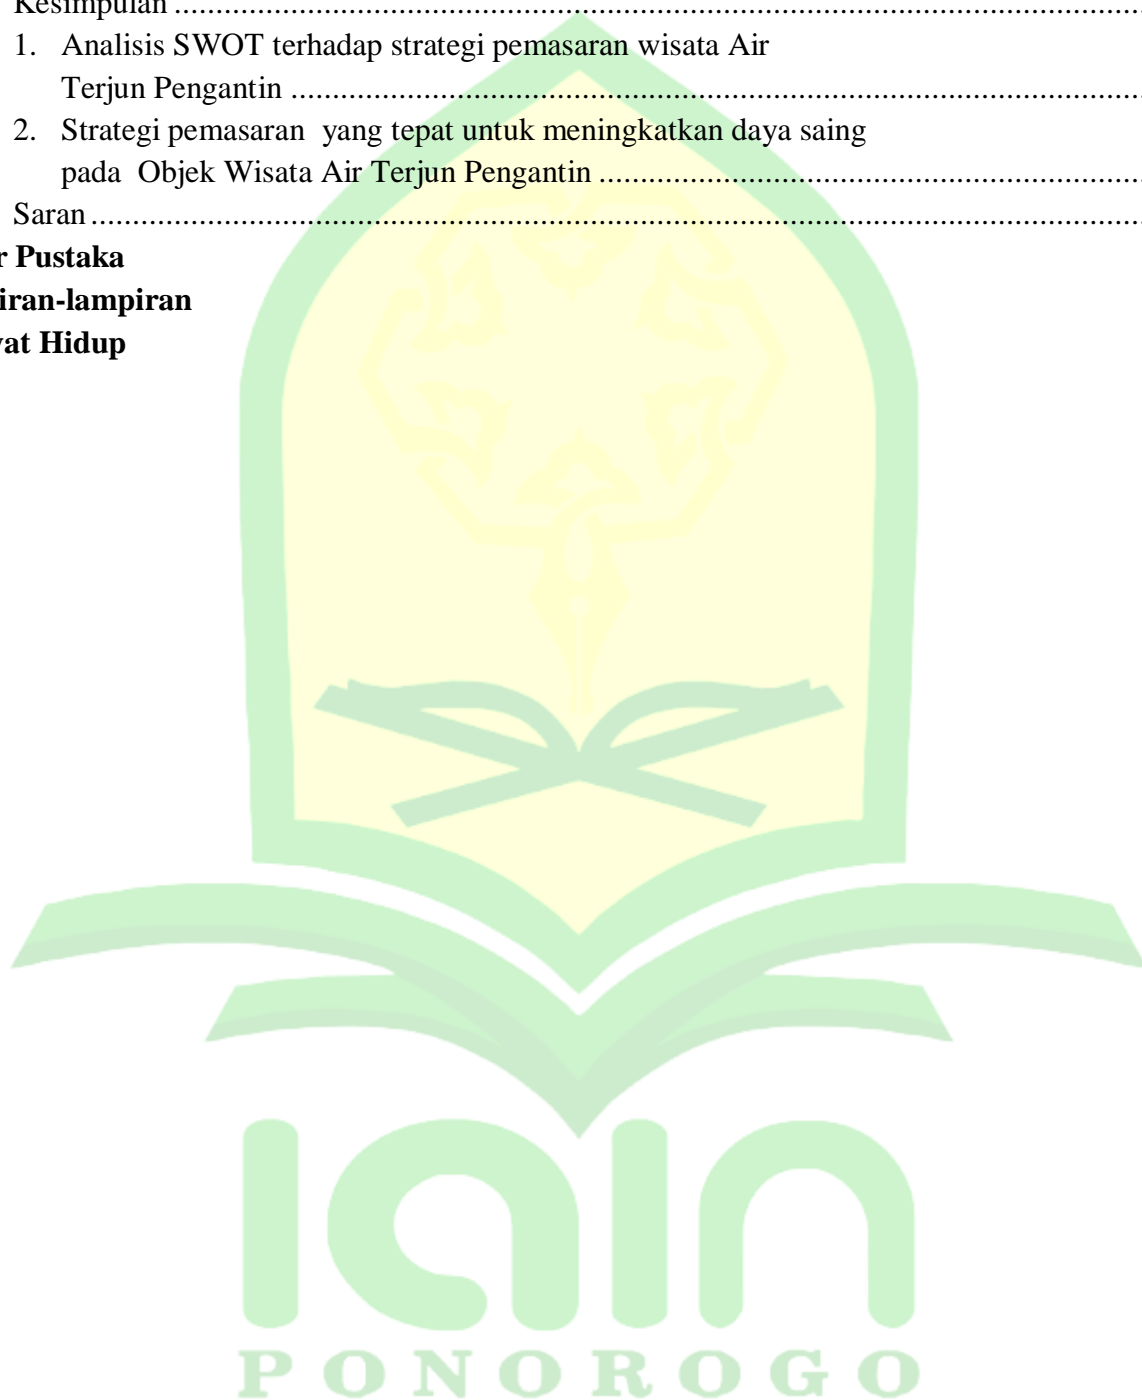 Kesimpulan ........................................................................................................................
1. Analisis SWOT terhadap strategi pemasaran wisata Air
Terjun Pengantin ........................................................................................................
2. Strategi pemasaran yang tepat untuk meningkatkan daya saing
pada Objek Wisata Air Terjun Pengantin ...................................................................
Saran .................................................................................................................................
r Pustaka
iran-lampiran
yat Hidup
iain
PONOROGO